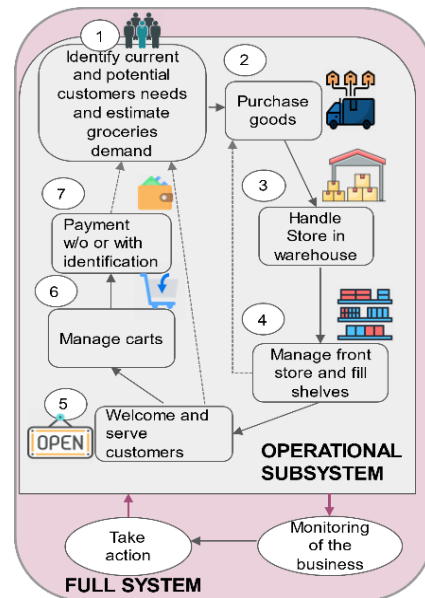 1
Identify current
and potential
customers needs
and estimate
groceries
demand
2
Purchase
goods
3
Handle
Store in
warehouse
4
Manage front
store and fill
shelves
5
OPEN
Welcome and
serve
customers
6
Manage carts
7
Payment
w/o or with
identification
OPERATIONAL
SUBSYSTEM
Take
action
Monitoring
of the
business
FULL SYSTEM